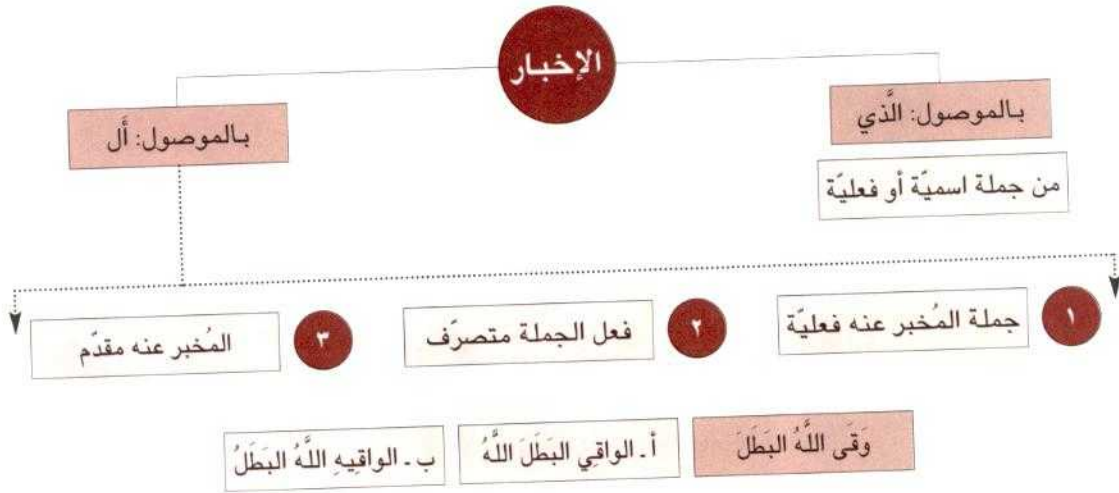 الإخبار
بالموصول: الَّذي
من جملة اسميّة أو فعليّة
بالموصول: أَل
١ جملة المُخبر عنه فعليّة
٢ فعل الجملة متصرّف
٣ المُخبر عنه مقدّم
وَقَى اللَّهُ البَطَلَ
أ ـ الواقِي البَطَلَ اللَّهُ
ب ـ الواقِيهِ اللَّهُ البَطَلُ